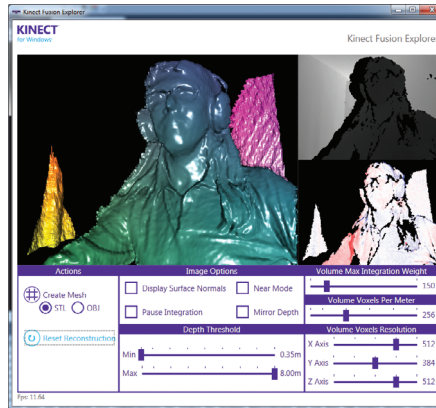 Kinect Fusion Explorer
KINECT
for Windows
Kinect Fusion Explorer
Actions
Create Mesh
STL
OBJ
Reset Reconstruction
Image Options
Display Surface Normals
Near Mode
Pause Integration
Mirror Depth
Depth Threshold
Min
0.35m
Max
8.00m
Volume Max Integration Weight
150
Volume Voxels Per Meter
256
Volume Voxels Resolution
X Axis
512
Y Axis
384
Z Axis
512
Fps: 11.64